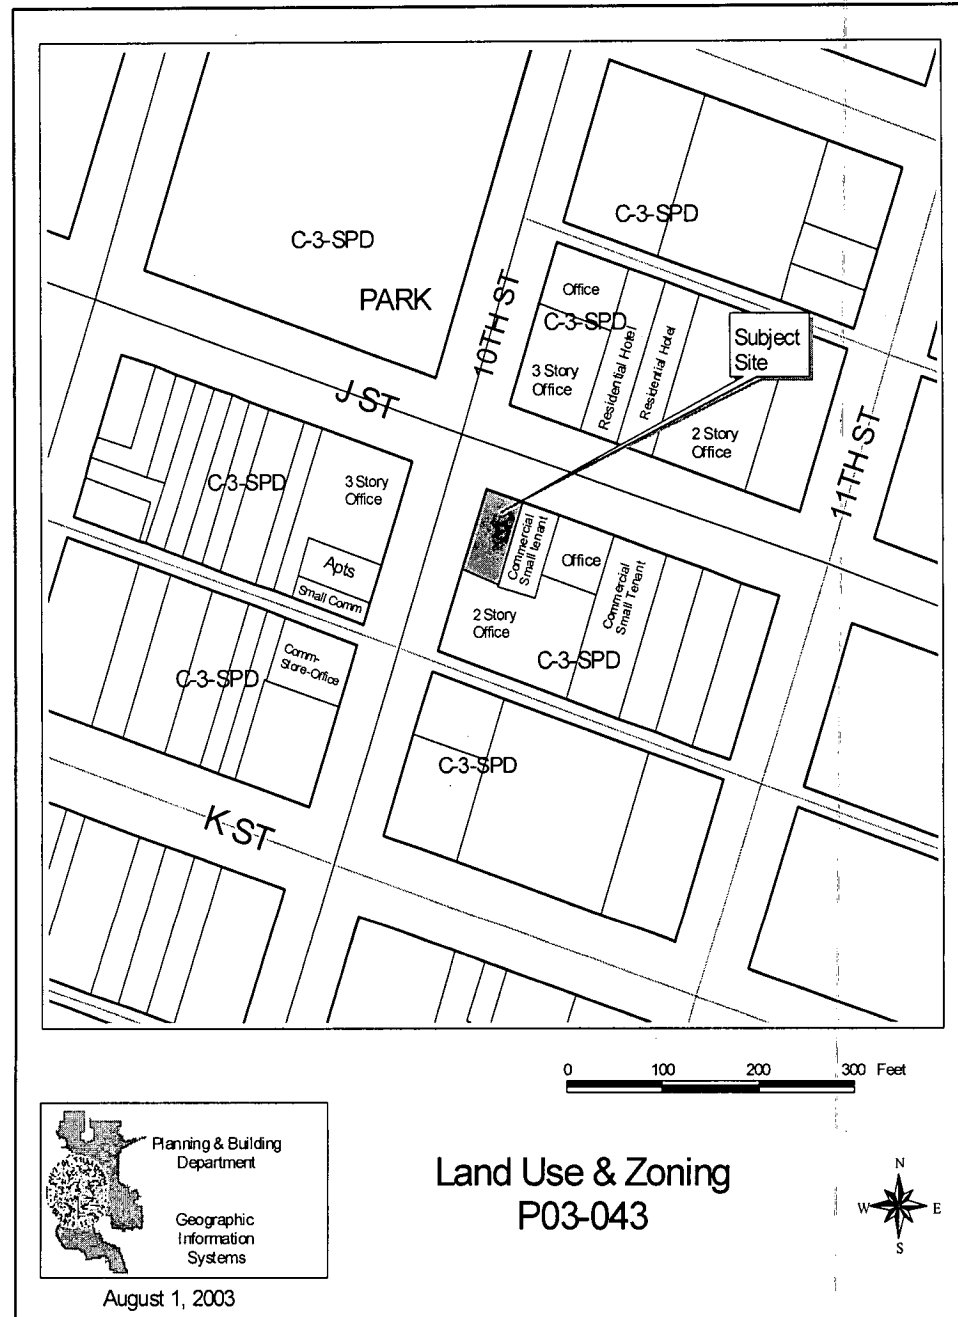 C-3-SPD
C-3-SPD
PARK
10TH ST
Office
C-3-SPD
3 Story
Office
Residential Hotel
Residential Hotel
Subject
Site
2 Story
Office
11TH ST
J ST
C-3-SPD
3 Story
Office
Apts
Small Comm
Commercial
Small tenant
Office
Commercial
Small Tenant
2 Story
Office
C-3-SPD
Comm-
Store-Office
C-3-SPD
C-3-SPD
K ST
0 100 200 300 Feet
Planning & Building
Department
Geographic
Information
Systems
Land Use & Zoning
P03-043
N
W E
S
August 1, 2003